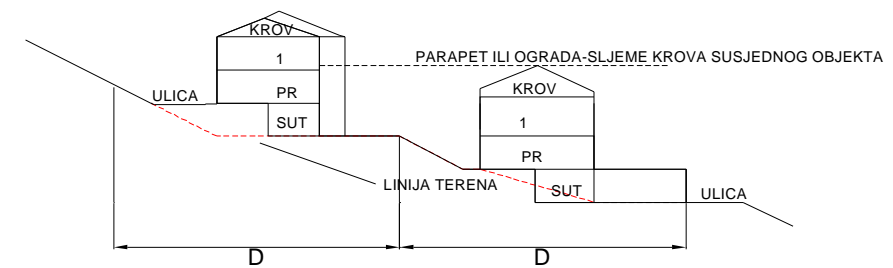 KROV
1
PARAPET ILI OGRADA-SLJEME KROVA SUSJEDNOG OBJEKTA
ULICA
PR
KROV
SUT
1
PR
LINIJA TERENA
SUT
ULICA
D
D